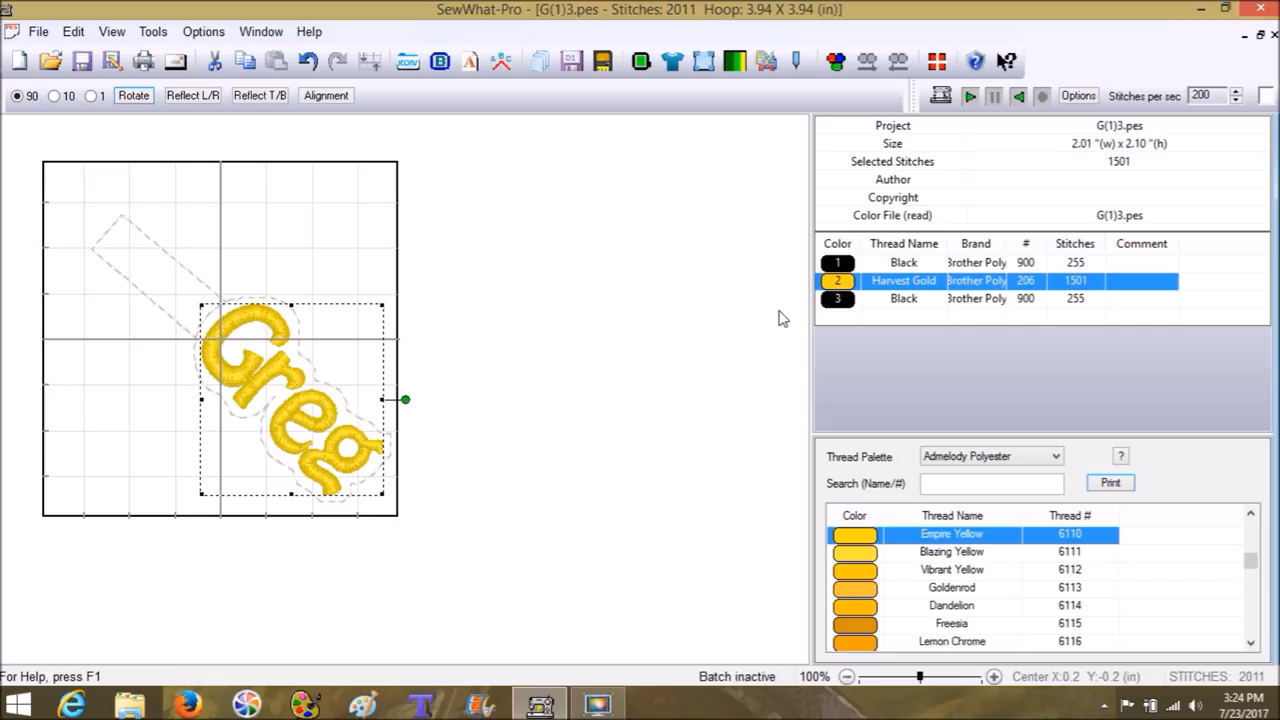 SewWhat-Pro - [G(1)3.pes - Stitches: 2011 Hoop: 3.94 X 3.94 (in)]
File Edit View Tools Options Window Help
90 10 1 Rotate Reflect L/R Reflect T/B Alignment Options Stitches per sec 200
Project G(1)3.pes
Size 2.01 "(w) x 2.10 "(h)
Selected Stitches 1501
Author
Copyright
Color File (read) G(1)3.pes
Color Thread Name Brand # Stitches Comment
1 Black Brother Poly 900 255
2 Harvest Gold Brother Poly 206 1501
3 Black Brother Poly 900 255
Greg
Thread Palette Admelody Polyester ?
Search (Name/#) Print
Color Thread Name Thread #
Empire Yellow 6110
Blazing Yellow 6111
Vibrant Yellow 6112
Goldenrod 6113
Dandelion 6114
Freesia 6115
Lemon Chrome 6116
For Help, press F1 Batch inactive 100% Center X:0.2 Y:-0.2 (in) STITCHES: 2011
3:24 PM
7/23/2017